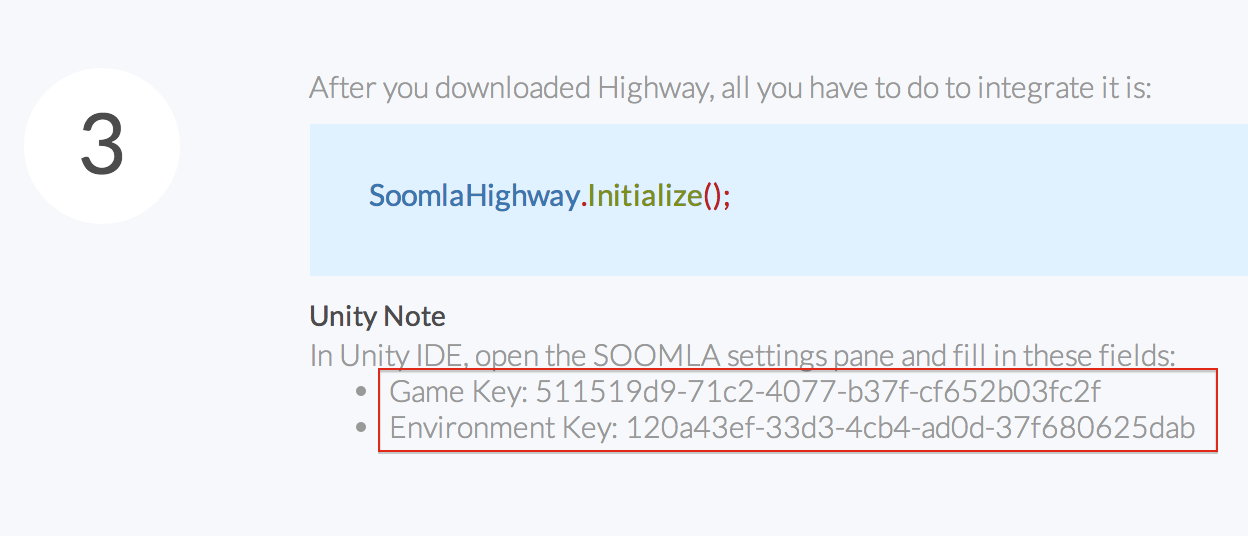 3
After you downloaded Highway, all you have to do to integrate it is:
SoomlaHighway.Initialize();
Unity Note
In Unity IDE, open the SOOMLA settings pane and fill in these fields:
• Game Key: 511519d9-71c2-4077-b37f-cf652b03fc2f
• Environment Key: 120a43ef-33d3-4cb4-ad0d-37f680625dab